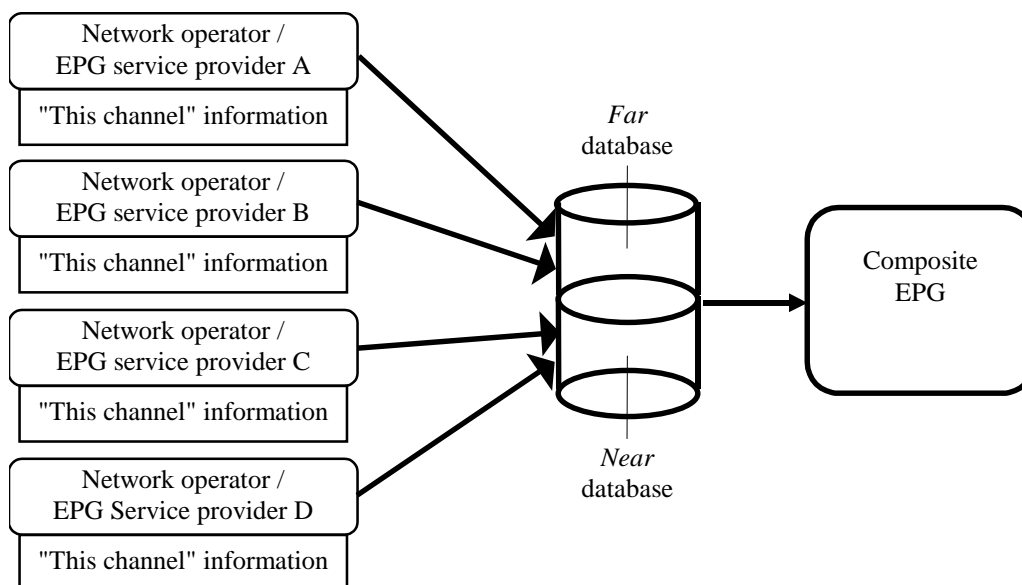 Network operator /
EPG service provider A
"This channel" information
Network operator /
EPG service provider B
"This channel" information
Network operator /
EPG service provider C
"This channel" information
Network operator /
EPG Service provider D
"This channel" information
Far
database
Near
database
Composite
EPG